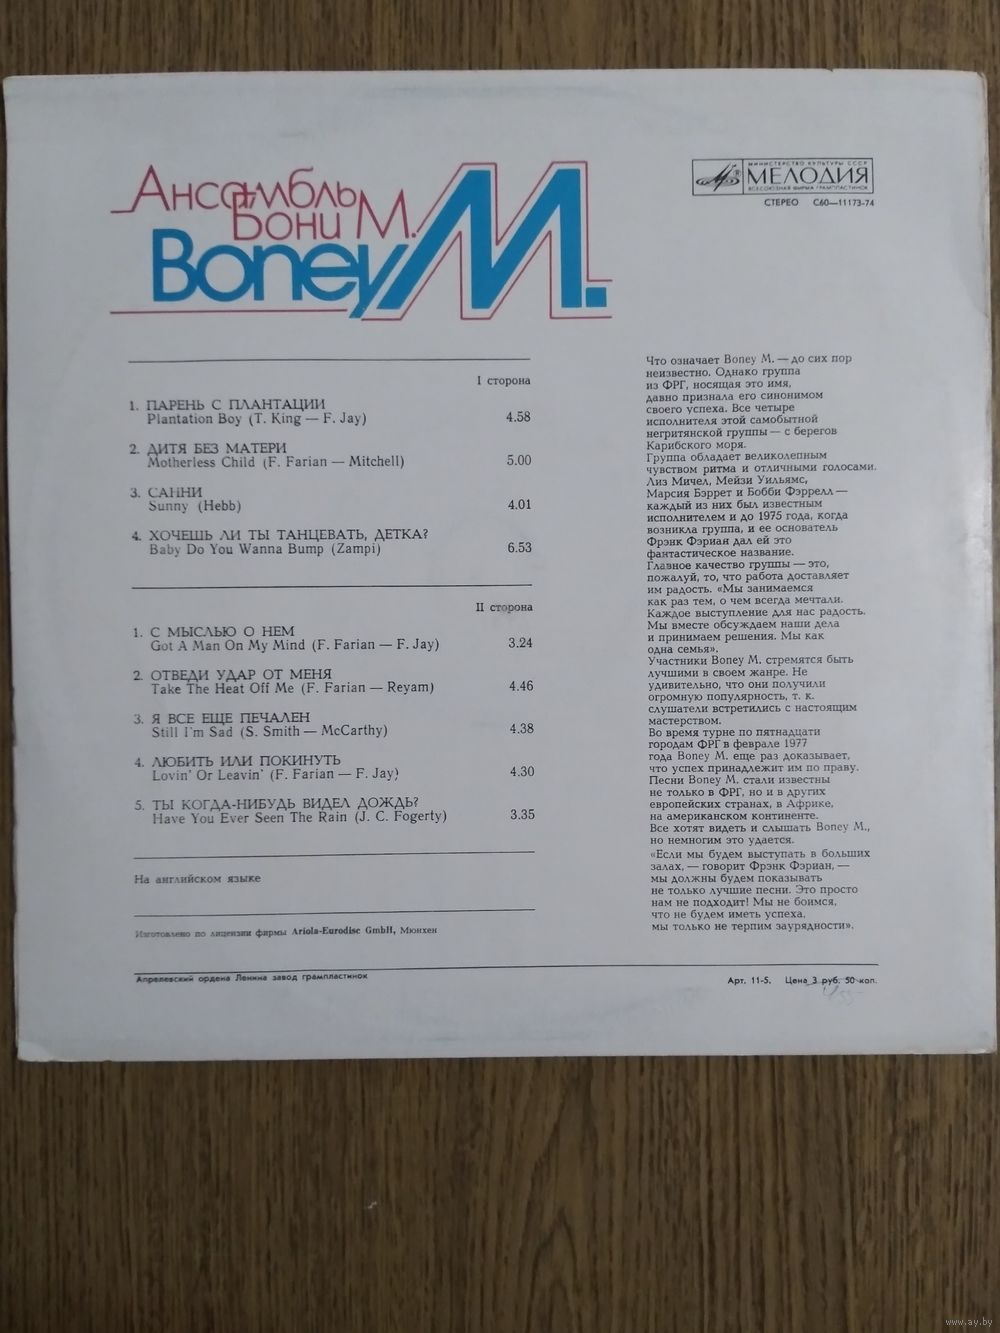 Ансамбль
Бони М.
Boney M.
МИНИСТЕРСТВО КУЛЬТУРЫ СССР
МЕЛОДИЯ
ВСЕСОЮЗНАЯ ФИРМА ГРАМПЛАСТИНОК
СТЕРЕО С60—11173-74
I сторона
1. ПАРЕНЬ С ПЛАНТАЦИИ
Plantation Boy (T. King — F. Jay) 4.58
2. ДИТЯ БЕЗ МАТЕРИ
Motherless Child (F. Farian — Mitchell) 5.00
3. САННИ
Sunny (Hebb) 4.01
4. ХОЧЕШЬ ЛИ ТЫ ТАНЦЕВАТЬ, ДЕТКА?
Baby Do You Wanna Bump (Zampi) 6.53
II сторона
1. С МЫСЛЬЮ О НЕМ
Got A Man On My Mind (F. Farian — F. Jay) 3.24
2. ОТВЕДИ УДАР ОТ МЕНЯ
Take The Heat Off Me (F. Farian — Reyam) 4.46
3. Я ВСЕ ЕЩЕ ПЕЧАЛЕН
Still I'm Sad (S. Smith — McCarthy) 4.38
4. ЛЮБИТЬ ИЛИ ПОКИНУТЬ
Lovin' Or Leavin' (F. Farian — F. Jay) 4.30
5. ТЫ КОГДА-НИБУДЬ ВИДЕЛ ДОЖДЬ?
Have You Ever Seen The Rain (J. C. Fogerty) 3.35
На английском языке
Изготовлено по лицензии фирмы Ariola-Eurodisc GmbH, Мюнхен
Что означает Boney M. — до сих пор
неизвестно. Однако группа
из ФРГ, носящая это имя,
давно признала его синонимом
своего успеха. Все четыре
исполнителя этой самобытной
негритянской группы — с берегов
Карибского моря.
Группа обладает великолепным
чувством ритма и отличными голосами.
Лиз Мичел, Мейзи Уильямс,
Марсия Бэррет и Бобби Фэррелл —
каждый из них был известным
исполнителем и до 1975 года, когда
возникла группа, и ее основатель
Фрэнк Фэриан дал ей это
фантастическое название.
Главное качество группы — это,
пожалуй, то, что работа доставляет
им радость. «Мы занимаемся
как раз тем, о чем всегда мечтали.
Каждое выступление для нас радость.
Мы вместе обсуждаем наши дела
и принимаем решения. Мы как
одна семья».
Участники Boney M. стремятся быть
лучшими в своем жанре. Не
удивительно, что они получили
огромную популярность, т. к.
слушатели встретились с настоящим
мастерством.
Во время турне по пятнадцати
городам ФРГ в феврале 1977
года Boney M. еще раз доказывает,
что успех принадлежит им по праву.
Песни Boney M. стали известны
не только в ФРГ, но и в других
европейских странах, в Африке,
на американском континенте.
Все хотят видеть и слышать Boney M.,
но немногим это удается.
«Если мы будем выступать в больших
залах, — говорит Фрэнк Фэриан, —
мы должны будем показывать
не только лучшие песни. Это просто
нам не подходит! Мы не боимся,
что не будем иметь успеха,
мы только не терпим заурядности».
Апрелевский ордена Ленина завод грампластинок
Арт. 11-5. Цена 3 руб. 50 коп.
www.ay.by